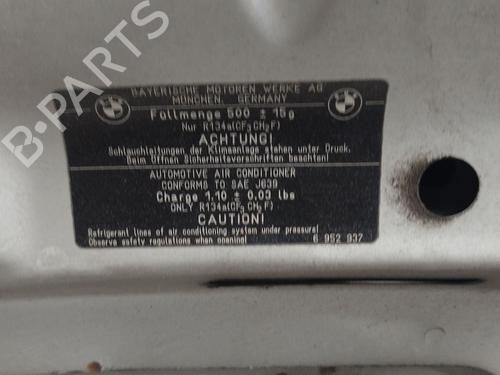 BAYERISCHE MOTOREN WERKE AG
MÜNCHEN, GERMANY
Füllmenge 500 ± 15g
Nur R134a(CF3CH2F)
ACHTUNG!
Schlauchleitungen der Klimaanlage stehen unter Druck.
Beim Öffnen Sicherheitsvorschriften beachten!
AUTOMOTIVE AIR CONDITIONER
CONFORMS TO SAE J639
Charge 1.10 ± 0.03 lbs
ONLY R134a(CF3CH2F)
CAUTION!
Refrigerant lines of air conditioning system under pressure!
Observe safety regulations when opening!
6 952 937